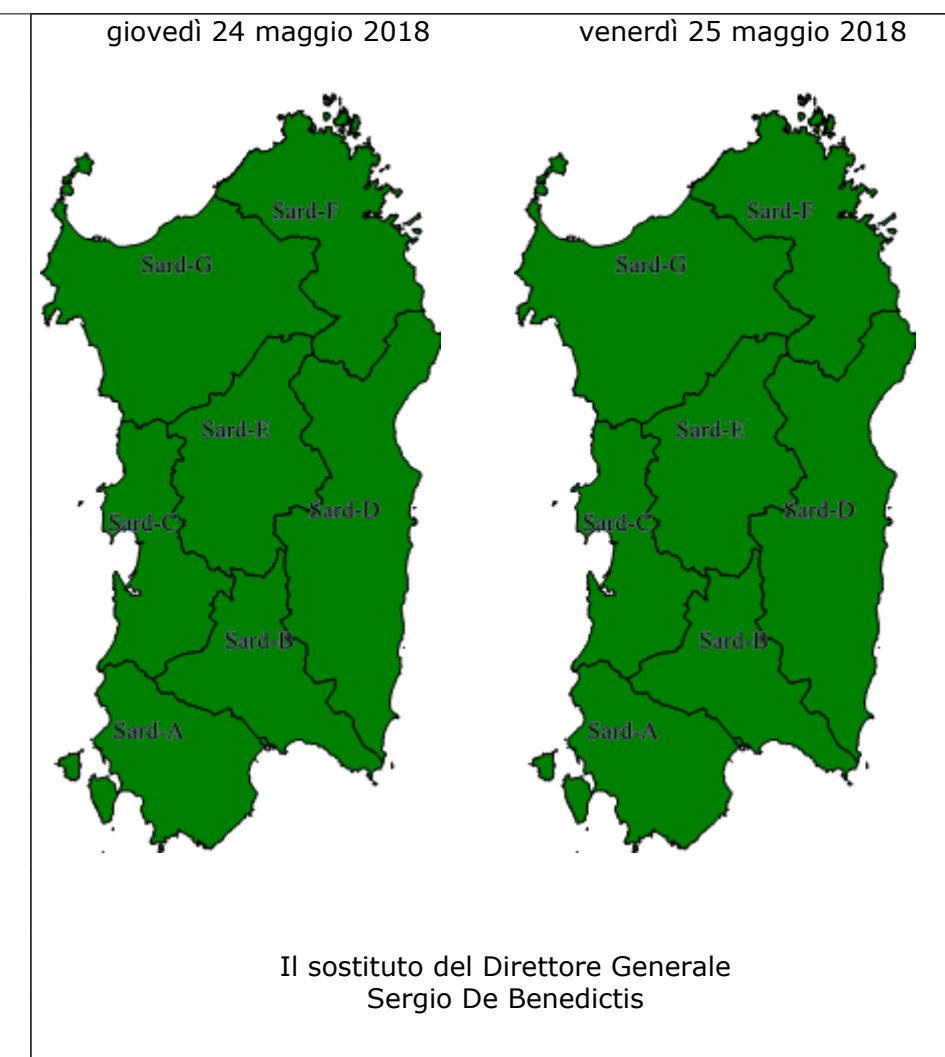 giovedì 24 maggio 2018
venerdì 25 maggio 2018
Sard-F
Sard-G
Sard-E
Sard-D
Sard-C
Sard-B
Sard-A
Sard-F
Sard-G
Sard-E
Sard-D
Sard-C
Sard-B
Sard-A
Il sostituto del Direttore Generale
Sergio De Benedictis